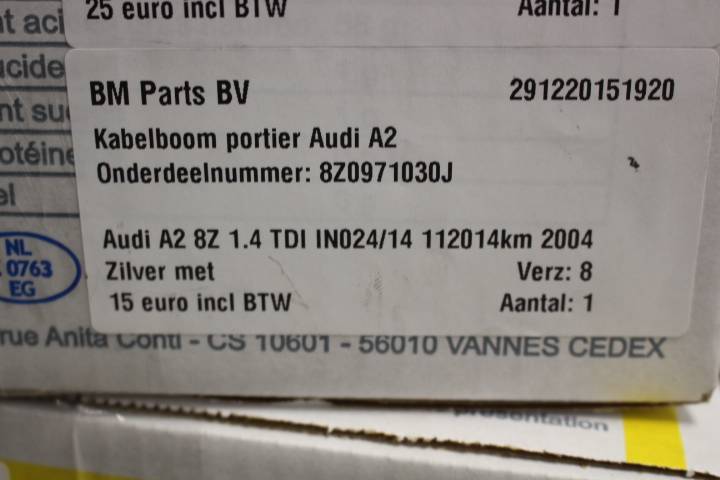 25 euro incl BTW Aantal: 1
BM Parts BV 291220151920
Kabelboom portier Audi A2
Onderdeelnummer: 8Z0971030J
Audi A2 8Z 1.4 TDI IN024/14 112014km 2004
Zilver met Verz: 8
15 euro incl BTW Aantal: 1
NL
0763
EG
rue Anita Conti - CS 10601 - 56010 VANNES CEDEX
presentation